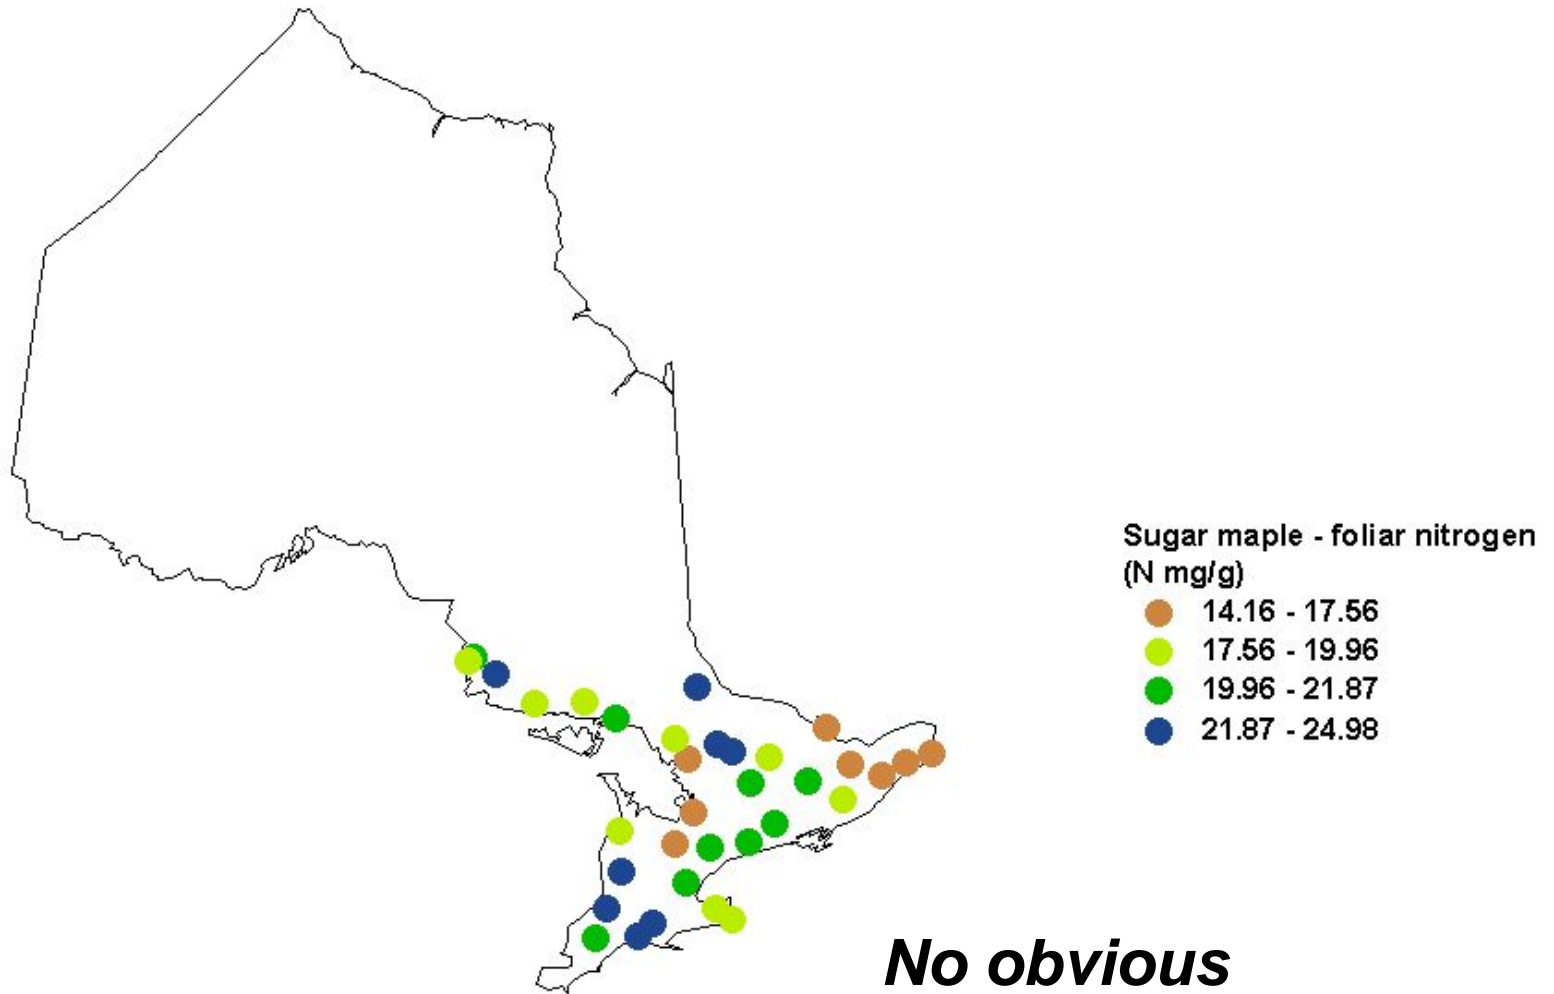 Sugar maple - foliar nitrogen
(N mg/g)
14.16 - 17.56
17.56 - 19.96
19.96 - 21.87
21.87 - 24.98
No obvious